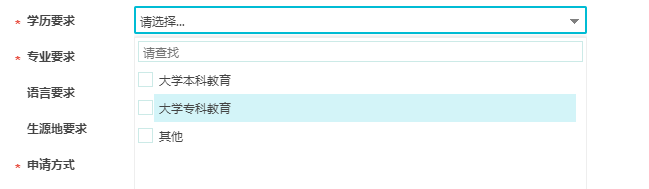 * 学历要求 请选择...
* 专业要求 请查找
大学本科教育
语言要求
大学专科教育
生源地要求
其他
* 申请方式